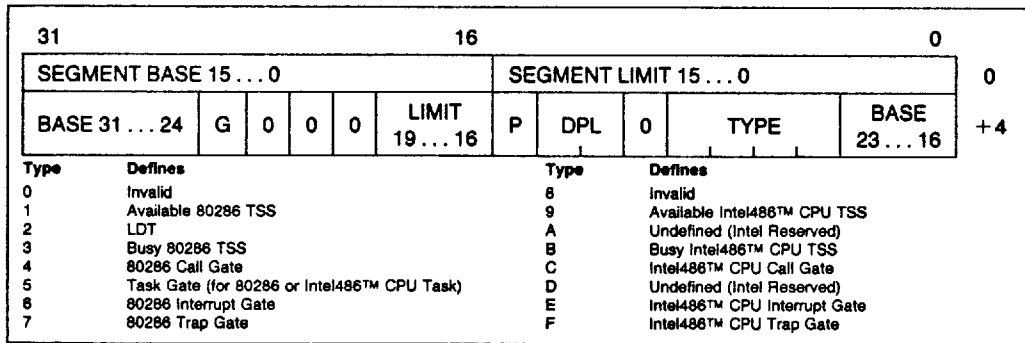 31 16 0
SEGMENT BASE 15 . . . 0 SEGMENT LIMIT 15 . . . 0 0
BASE 31 . . . 24 G 0 0 0 LIMIT 19 . . . 16 P DPL 0 TYPE BASE 23 . . . 16 +4
Type Defines Type Defines
0 Invalid 8 Invalid
1 Available 80286 TSS 9 Available Intel486™ CPU TSS
2 LDT A Undefined (Intel Reserved)
3 Busy 80286 TSS B Busy Intel486™ CPU TSS
4 80286 Call Gate C Intel486™ CPU Call Gate
5 Task Gate (for 80286 or Intel486™ CPU Task) D Undefined (Intel Reserved)
6 80286 Interrupt Gate E Intel486™ CPU Interrupt Gate
7 80286 Trap Gate F Intel486™ CPU Trap Gate